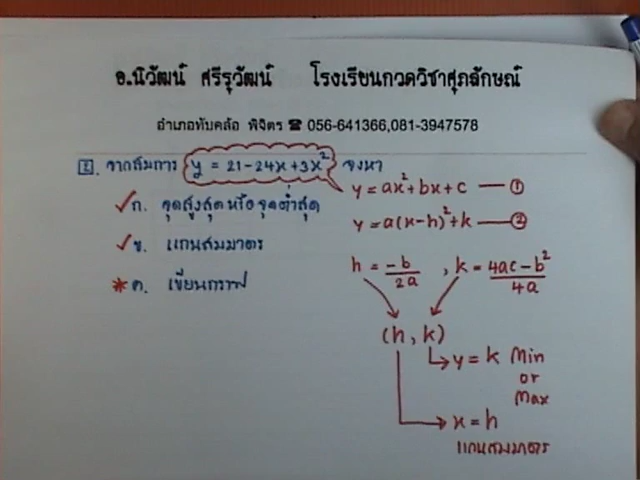 อ.นิวัฒน์ ศรีรุวัฒน์ โรงเรียนกวดวิชาสุภลักษณ์
อำเภอทับคล้อ พิจิตร ☎ 056-641366,081-3947578
จากสมการ y = 21-24x+3x² จงหา
y = ax²+bx+c — ①
✓ก. จุดสูงสุดหรือจุดต่ำสุด
y = a(x-h)²+k — ②
✓ข. แกนสมมาตร
h = -b/2a , k = 4ac-b²/4a
*ค. เขียนกราฟ
(h, k)
y = k Min
or
Max
x = h
แกนสมมาตร